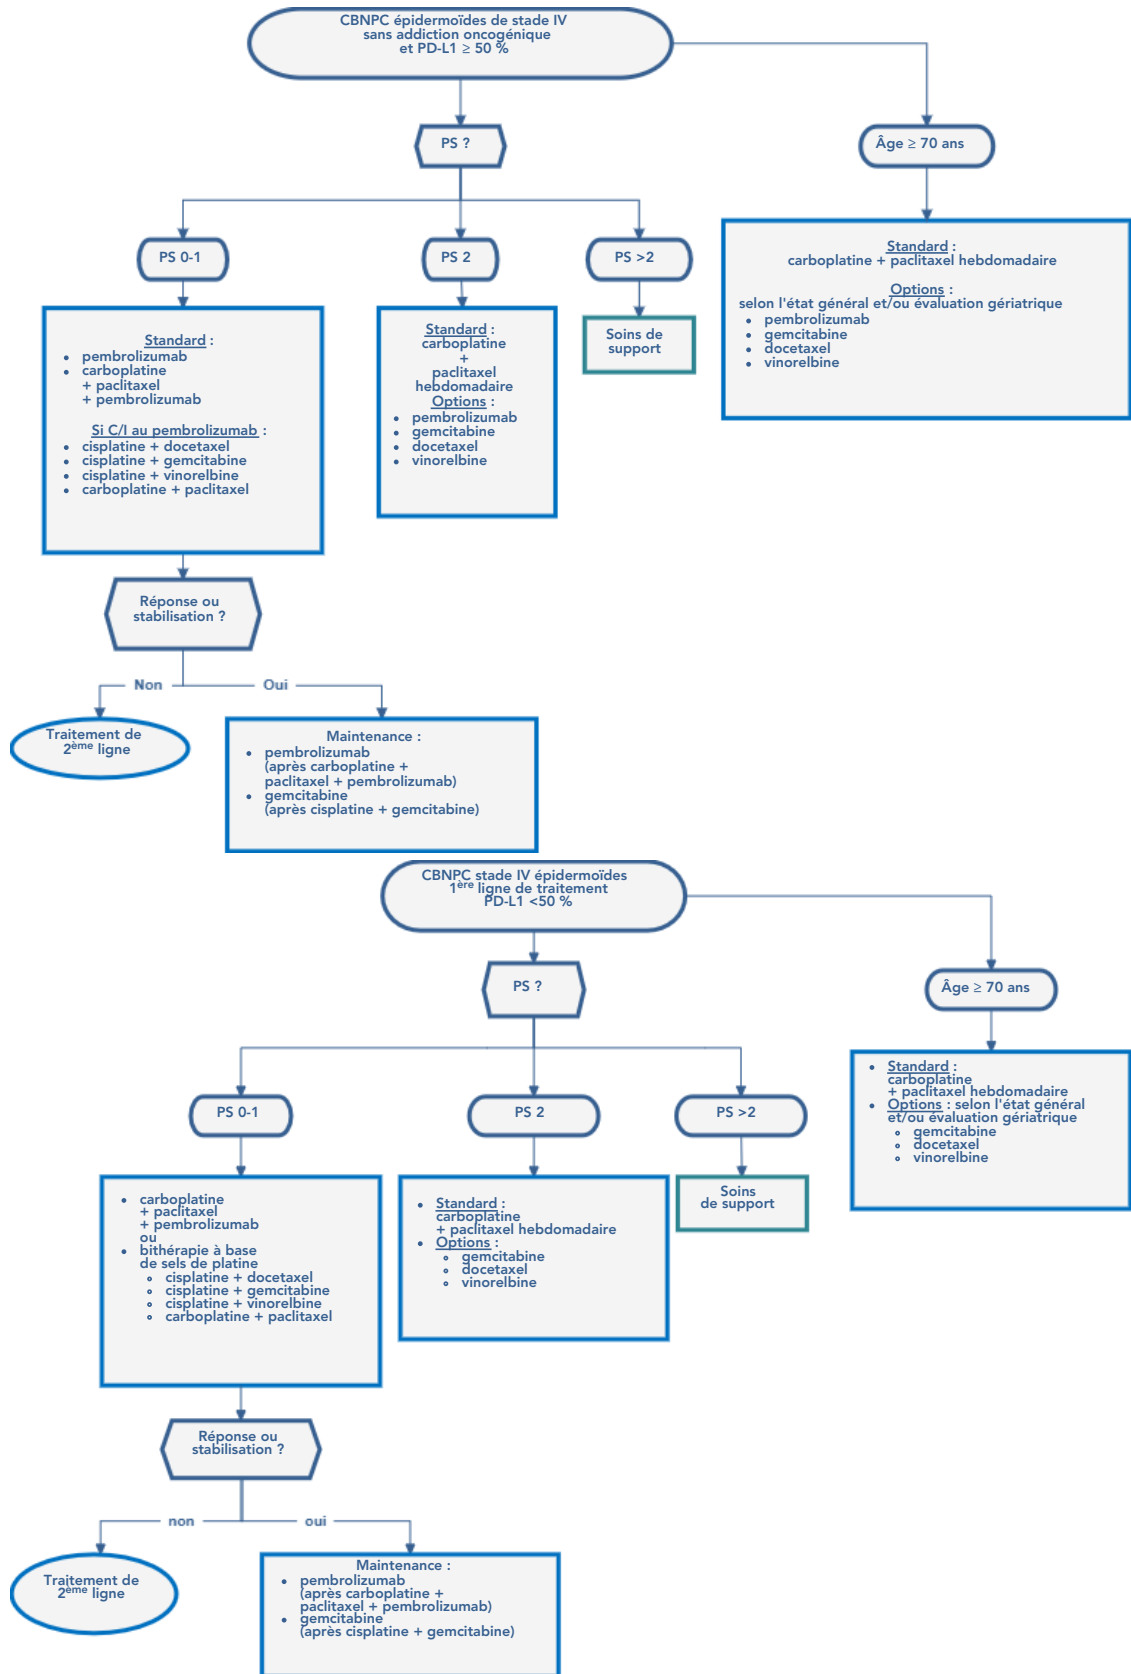 CBNPC épidermoïdes de stade IV
sans addiction oncogénique
et PD-L1 ≥ 50 %
PS ?
Âge ≥ 70 ans
PS 0-1
PS 2
PS >2
Standard :
• pembrolizumab
• carboplatine
+ paclitaxel
+ pembrolizumab
Si C/I au pembrolizumab :
• cisplatine + docetaxel
• cisplatine + gemcitabine
• cisplatine + vinorelbine
• carboplatine + paclitaxel
Standard :
carboplatine
+
paclitaxel
hebdomadaire
Options :
• pembrolizumab
• gemcitabine
• docetaxel
• vinorelbine
Soins de
support
Standard :
carboplatine + paclitaxel hebdomadaire
Options :
selon l'état général et/ou évaluation gériatrique
• pembrolizumab
• gemcitabine
• docetaxel
• vinorelbine
Réponse ou
stabilisation ?
Non
Oui
Traitement de
2ème ligne
Maintenance :
• pembrolizumab
(après carboplatine +
paclitaxel + pembrolizumab)
• gemcitabine
(après cisplatine + gemcitabine)
CBNPC stade IV épidermoïdes
1ère ligne de traitement
PD-L1 <50 %
PS ?
Âge ≥ 70 ans
PS 0-1
PS 2
PS >2
• carboplatine
+ paclitaxel
+ pembrolizumab
ou
• bithérapie à base
de sels de platine
∘ cisplatine + docetaxel
∘ cisplatine + gemcitabine
∘ cisplatine + vinorelbine
∘ carboplatine + paclitaxel
• Standard :
carboplatine
+ paclitaxel hebdomadaire
• Options :
∘ gemcitabine
∘ docetaxel
∘ vinorelbine
Soins
de support
• Standard :
carboplatine
+ paclitaxel hebdomadaire
• Options : selon l'état général
et/ou évaluation gériatrique
∘ gemcitabine
∘ docetaxel
∘ vinorelbine
Réponse ou
stabilisation ?
non
oui
Traitement de
2ème ligne
Maintenance :
• pembrolizumab
(après carboplatine +
paclitaxel + pembrolizumab)
• gemcitabine
(après cisplatine + gemcitabine)